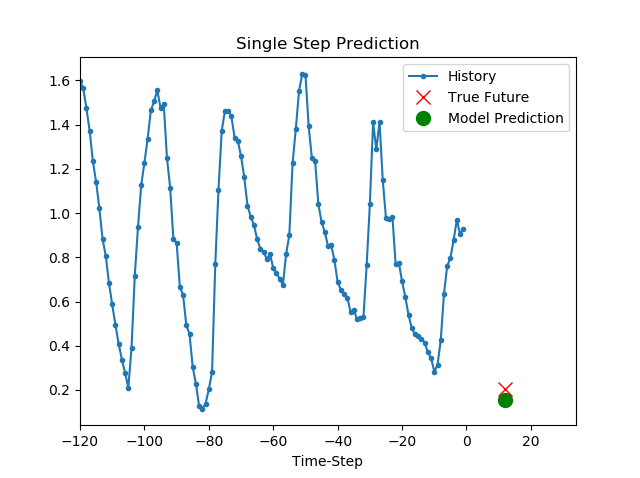 Single Step Prediction
History
True Future
Model Prediction
1.6
1.4
1.2
1.0
0.8
0.6
0.4
0.2
−120 −100 −80 −60 −40 −20 0 20
Time-Step